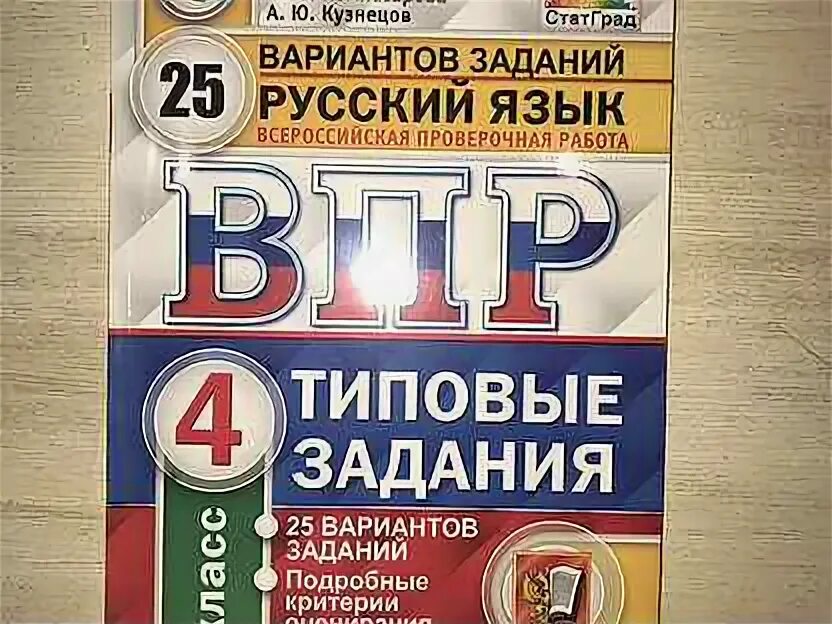 А. Ю. Кузнецов
СтатГрад
25
ВАРИАНТОВ ЗАДАНИЙ
РУССКИЙ ЯЗЫК
ВСЕРОССИЙСКАЯ ПРОВЕРОЧНАЯ РАБОТА
ВПР
4
класс
ТИПОВЫЕ
ЗАДАНИЯ
25 ВАРИАНТОВ
ЗАДАНИЙ
Подробные
критерии